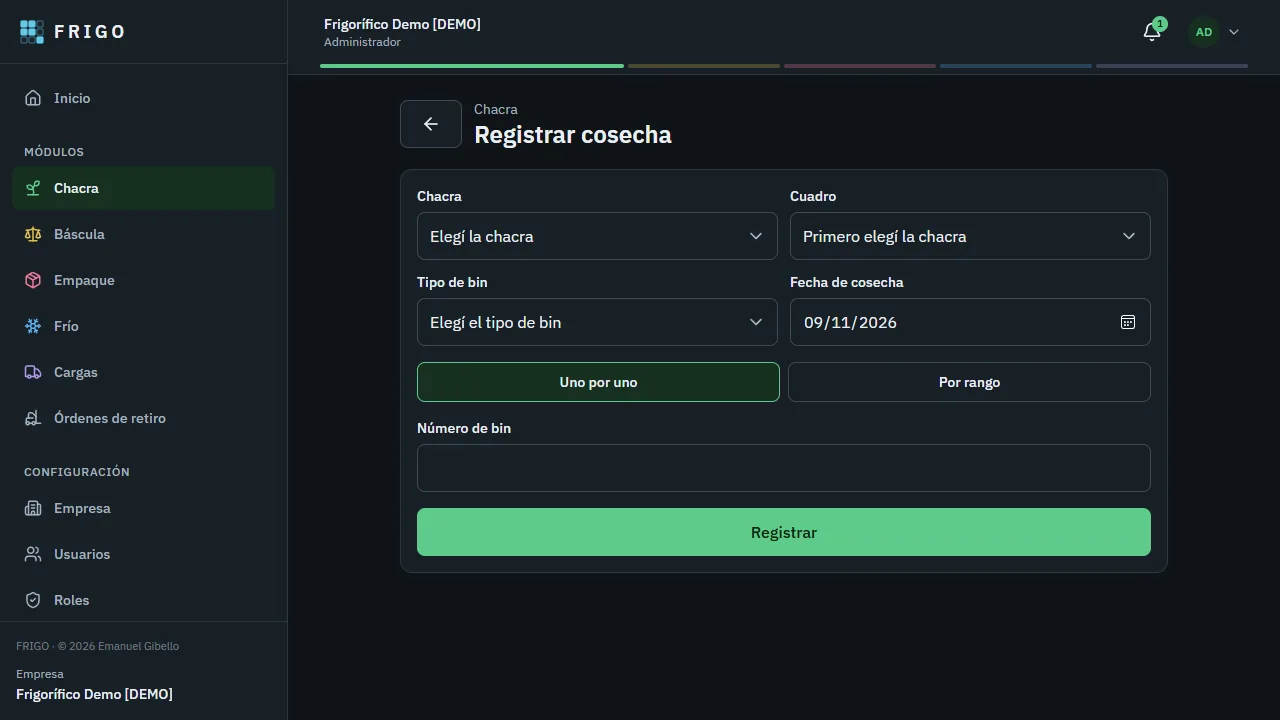 FRIGO
Frigorífico Demo [DEMO]
Administrador
1
AD
Inicio
MÓDULOS
Chacra
Báscula
Empaque
Frío
Cargas
Órdenes de retiro
CONFIGURACIÓN
Empresa
Usuarios
Roles
FRIGO · © 2026 Emanuel Gibello
Empresa
Frigorífico Demo [DEMO]
Chacra
Registrar cosecha
Chacra
Cuadro
Elegí la chacra
Primero elegí la chacra
Tipo de bin
Fecha de cosecha
Elegí el tipo de bin
09/11/2026
Uno por uno
Por rango
Número de bin
Registrar